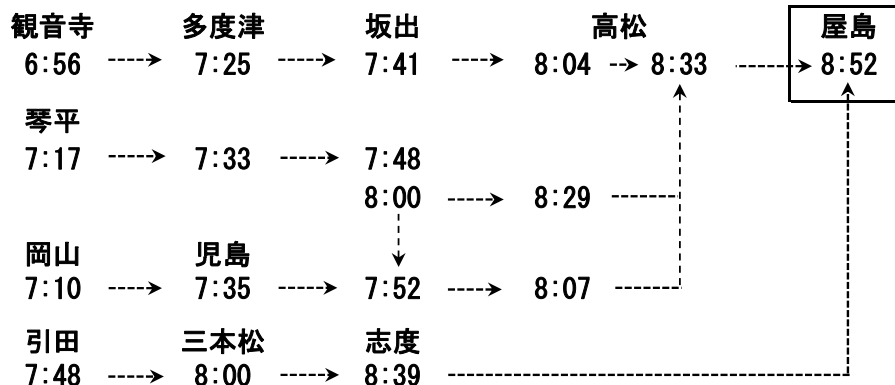 観音寺 多度津 坂出 高松 屋島
6:56 7:25 7:41 8:04 8:33 8:52
琴平
7:17 7:33 7:48
8:00 8:29
岡山 児島
7:10 7:35 7:52 8:07
引田 三本松 志度
7:48 8:00 8:39